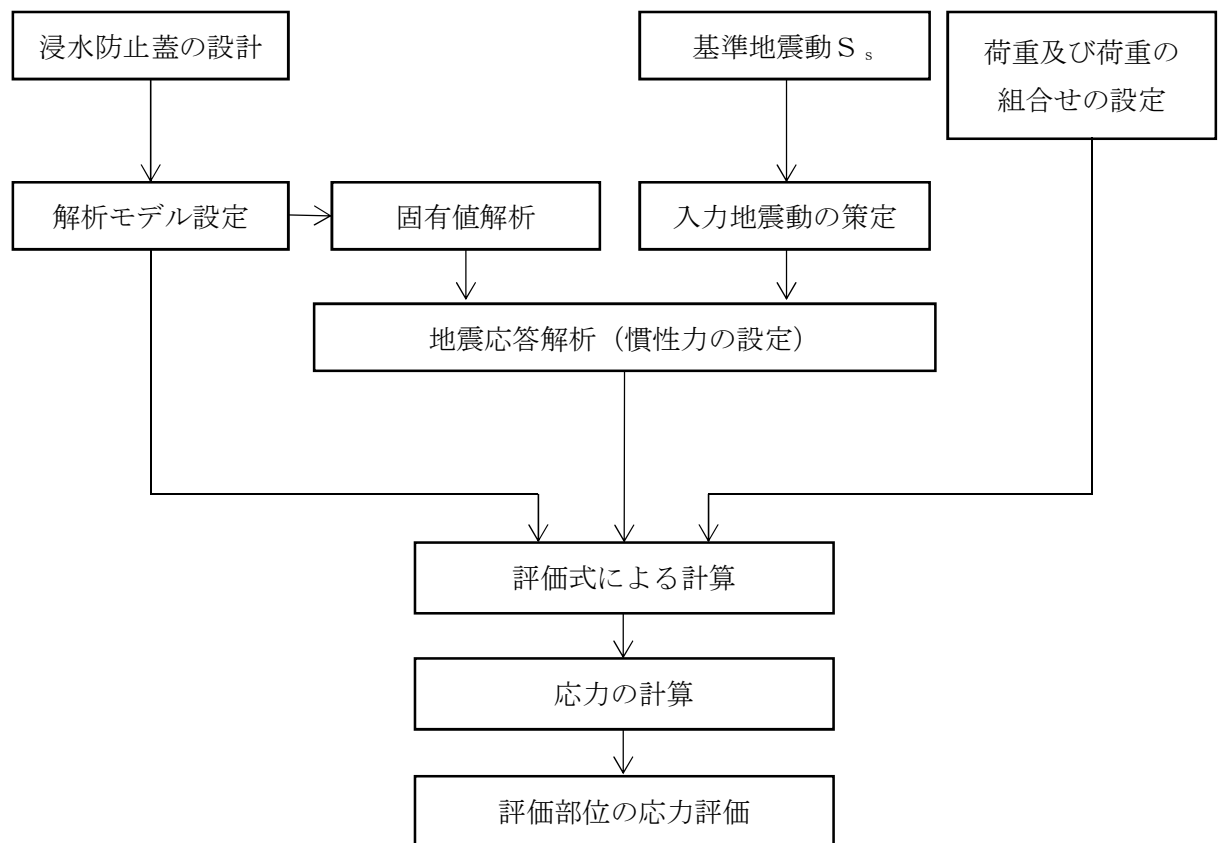 浸水防止蓋の設計
基準地震動Ｓｓ
荷重及び荷重の
組合せの設定
解析モデル設定
固有値解析
入力地震動の策定
地震応答解析（慣性力の設定）
評価式による計算
応力の計算
評価部位の応力評価